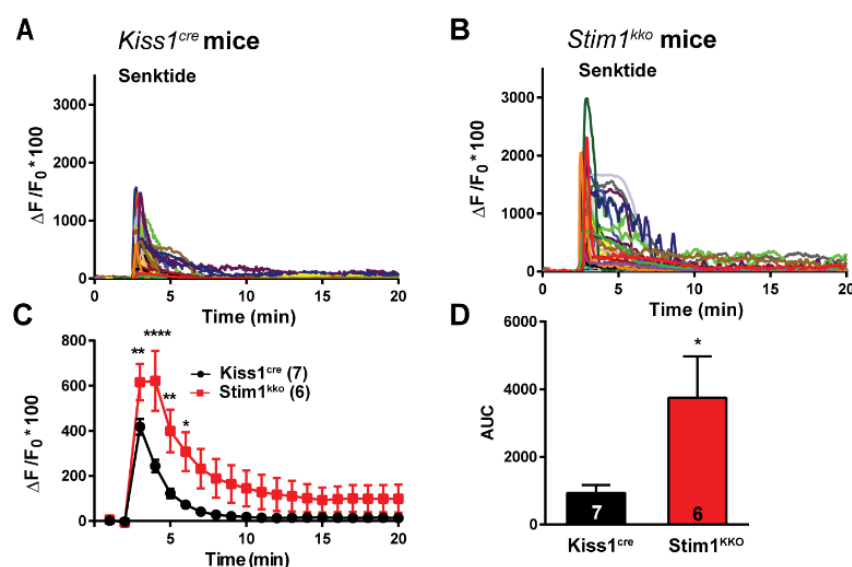 A
Kiss1cre mice
Senktide
ΔF /F0 * 100
3000
2000
1000
0
0 5 10 15 20
Time (min)
B
Stim1kko mice
Senktide
ΔF /F0 * 100
3000
2000
1000
0
0 5 10 15 20
Time (min)
C
ΔF /F0 * 100
800
600
400
200
0
** **** ** *
Kiss1cre (7)
Stim1kko (6)
5 10 15 20
Time (min)
D
AUC
6000
4000
2000
0
*
7 6
Kiss1cre Stim1KKO